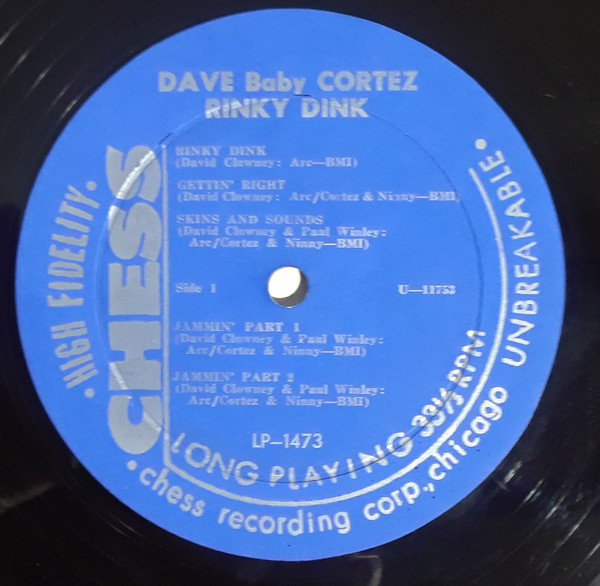 DAVE Baby CORTEZ
RINKY DINK
RINKY DINK
(David Clowney: Arc—BMI)
GETTIN' RIGHT
(David Clowney: Arc/Cortez & Ninny—BMI)
SKINS AND SOUNDS
(David Clowney & Paul Winley:
Arc/Cortez & Ninny—BMI)
Side 1
U-11753
JAMMIN' PART 1
(David Clowney & Paul Winley:
Arc/Cortez & Ninny—BMI)
JAMMIN' PART 2
(David Clowney & Paul Winley:
Arc/Cortez & Ninny—BMI)
LP-1473
CHESS
LONG PLAYING 33⅓ RPM
• HIGH FIDELITY •
• chess recording corp., chicago UNBREAKABLE •